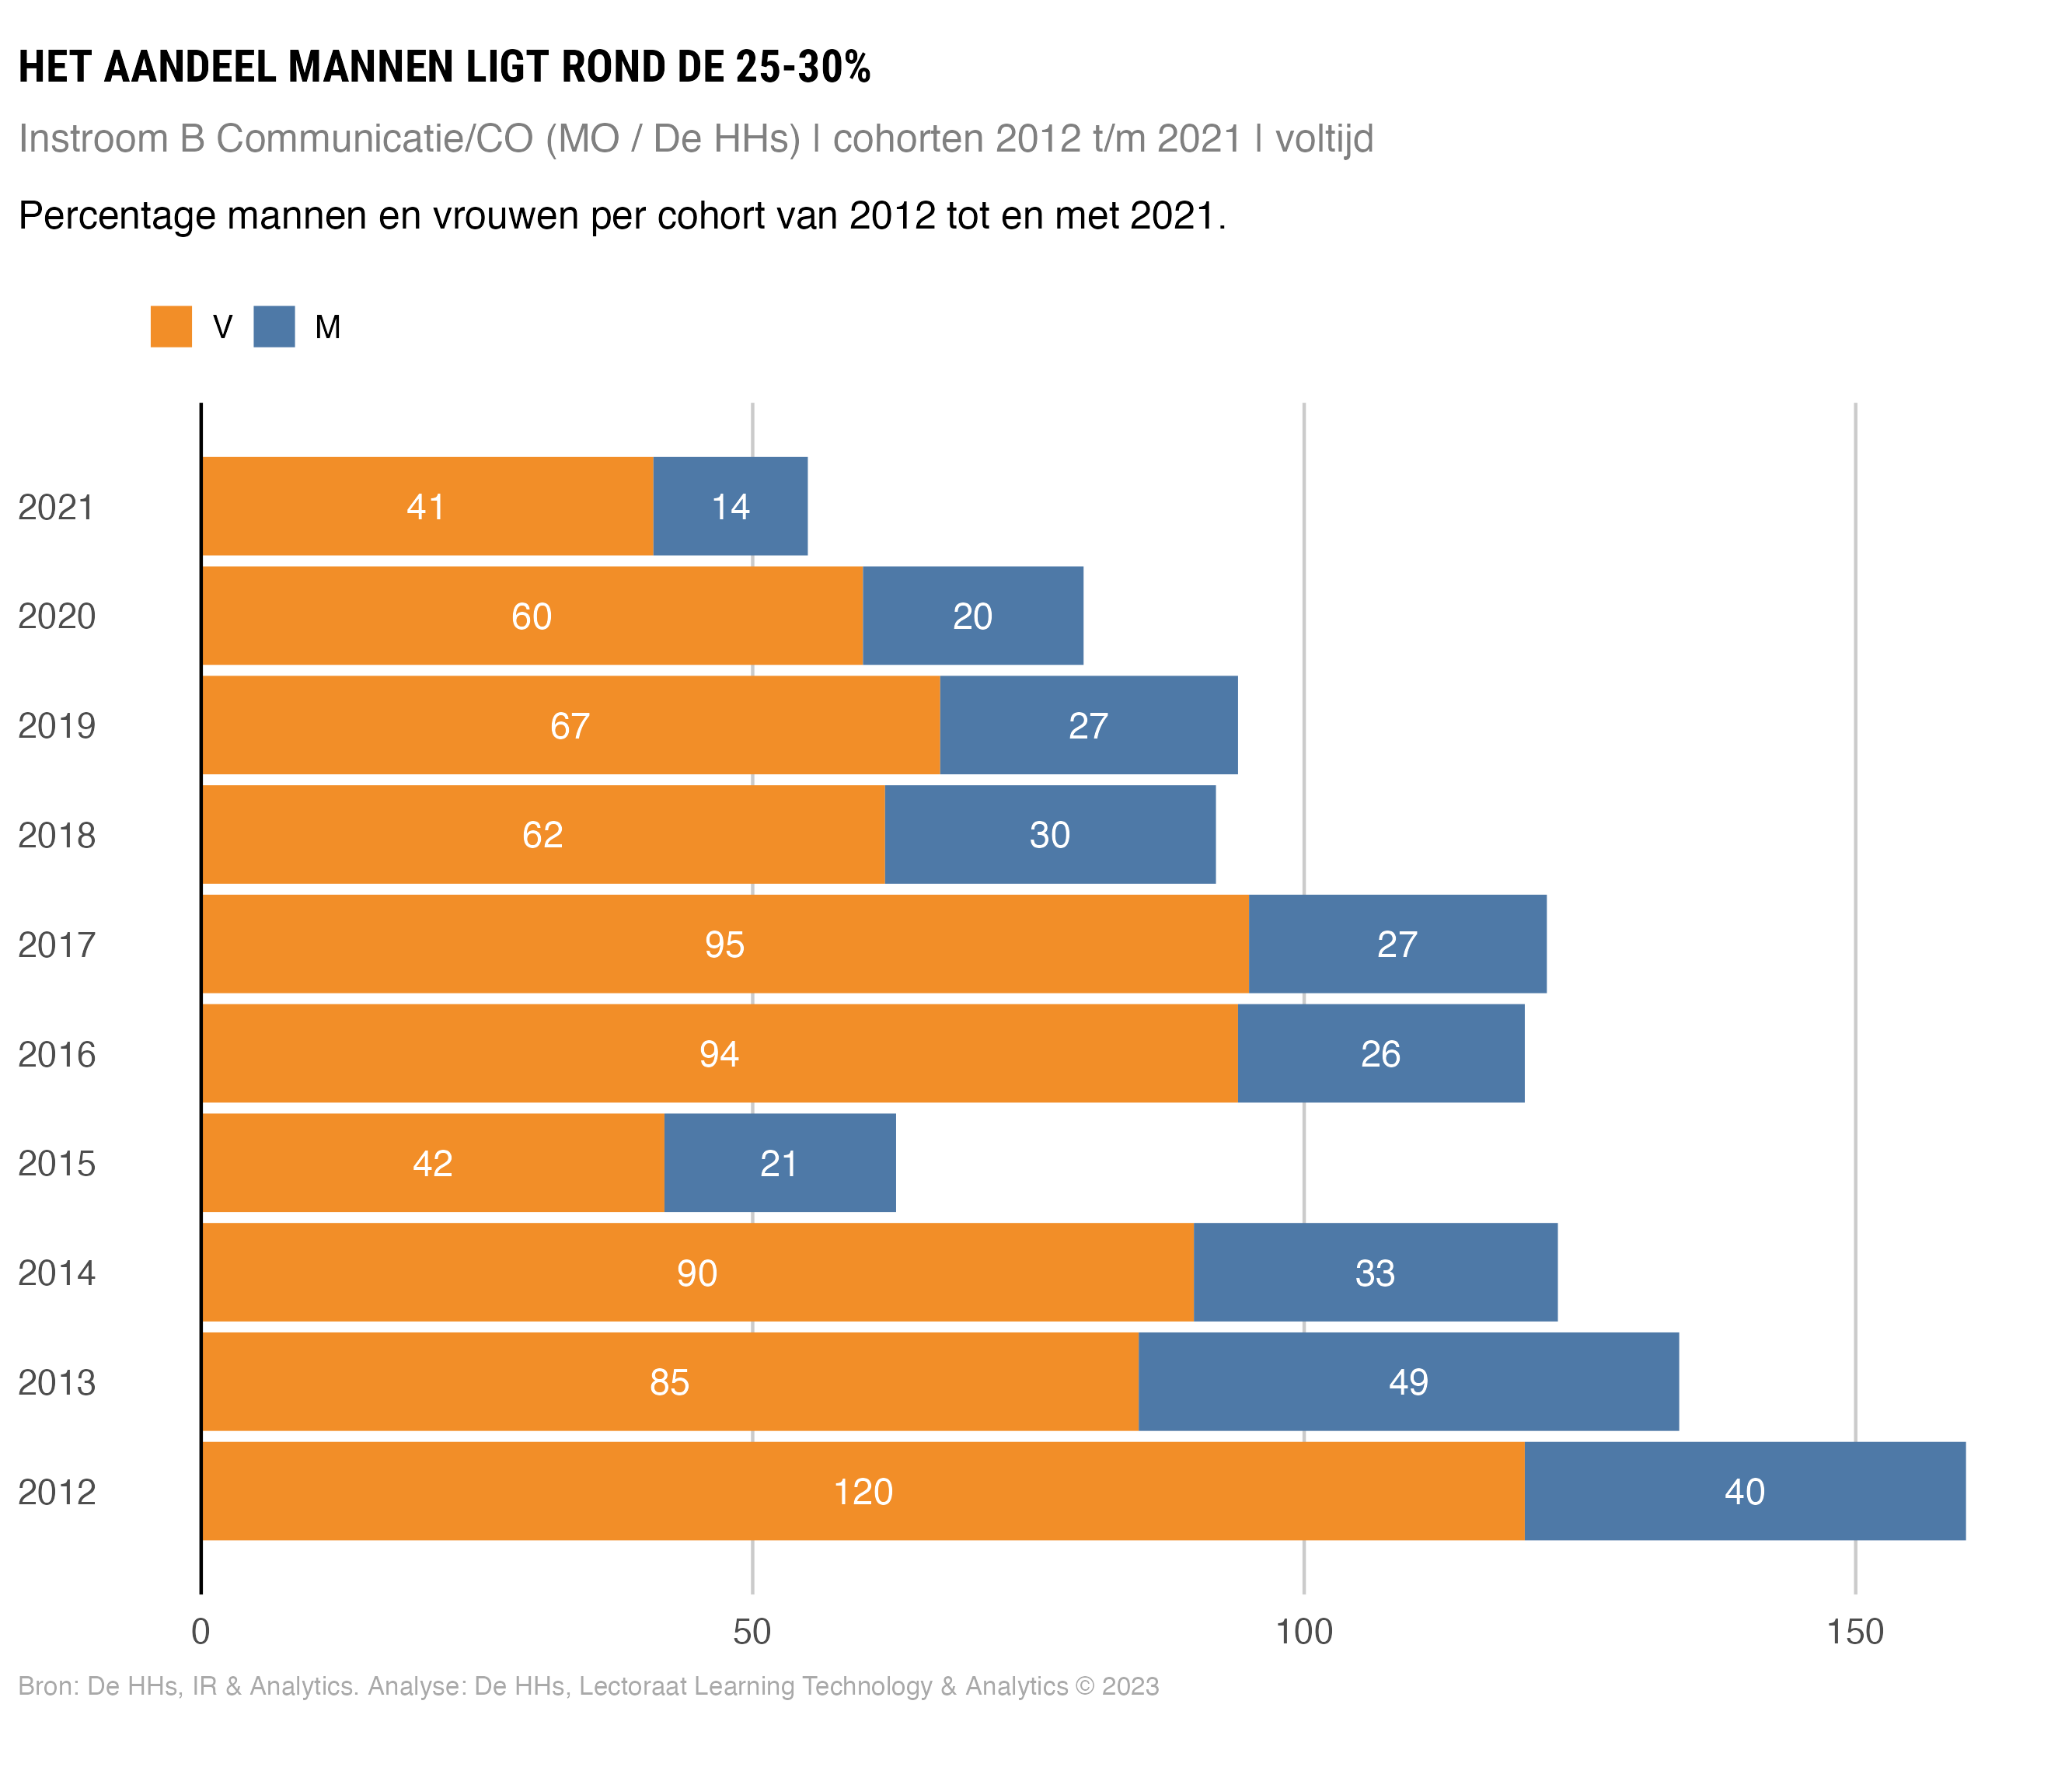 HET AANDEEL MANNEN LIGT ROND DE 25-30%
Instroom B Communicatie/CO (MO / De HHs) | cohorten 2012 t/m 2021 | voltijd
Percentage mannen en vrouwen per cohort van 2012 tot en met 2021.
V M
2021 41 14
2020 60 20
2019 67 27
2018 62 30
2017 95 27
2016 94 26
2015 42 21
2014 90 33
2013 85 49
2012 120 40
0 50 100 150
Bron: De HHs, IR & Analytics. Analyse: De HHs, Lectoraat Learning Technology & Analytics © 2023